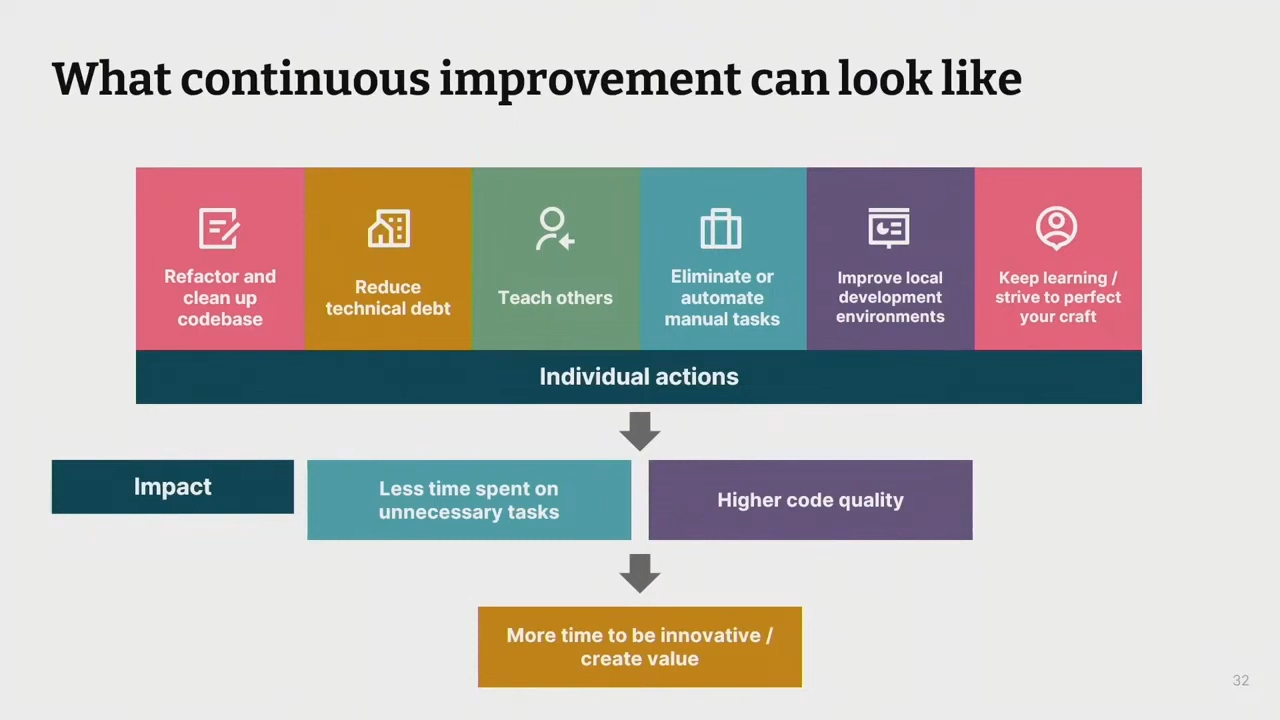 What continuous improvement can look like
Refactor and
clean up
codebase
Reduce
technical debt
Teach others
Eliminate or
automate
manual tasks
Improve local
development
environments
Keep learning /
strive to perfect
your craft
Individual actions
Impact
Less time spent on
unnecessary tasks
Higher code quality
More time to be innovative /
create value
32